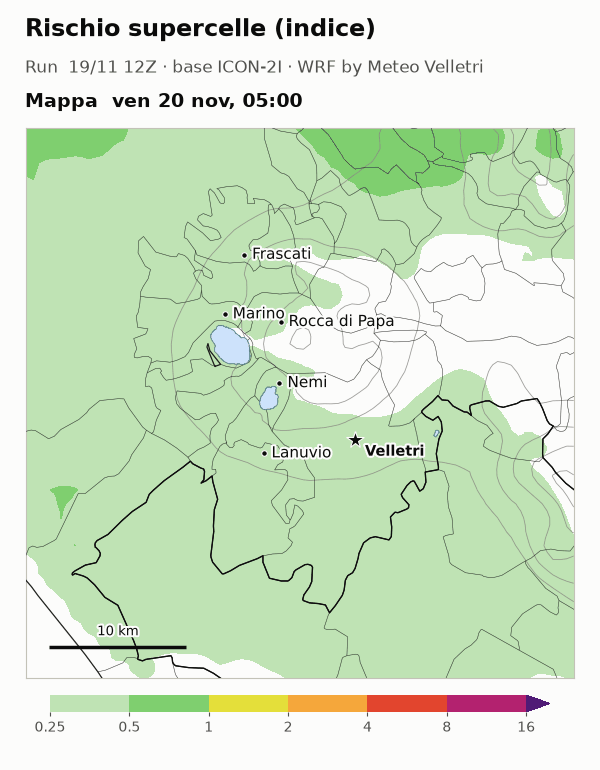 Rischio supercelle (indice)
Run  19/11 12Z · base ICON-2I · WRF by Meteo Velletri
Mappa  ven 20 nov, 05:00
Frascati
Marino
Rocca di Papa
Nemi
Velletri
Lanuvio
10 km
0.25 0.5 1 2 4 8 16